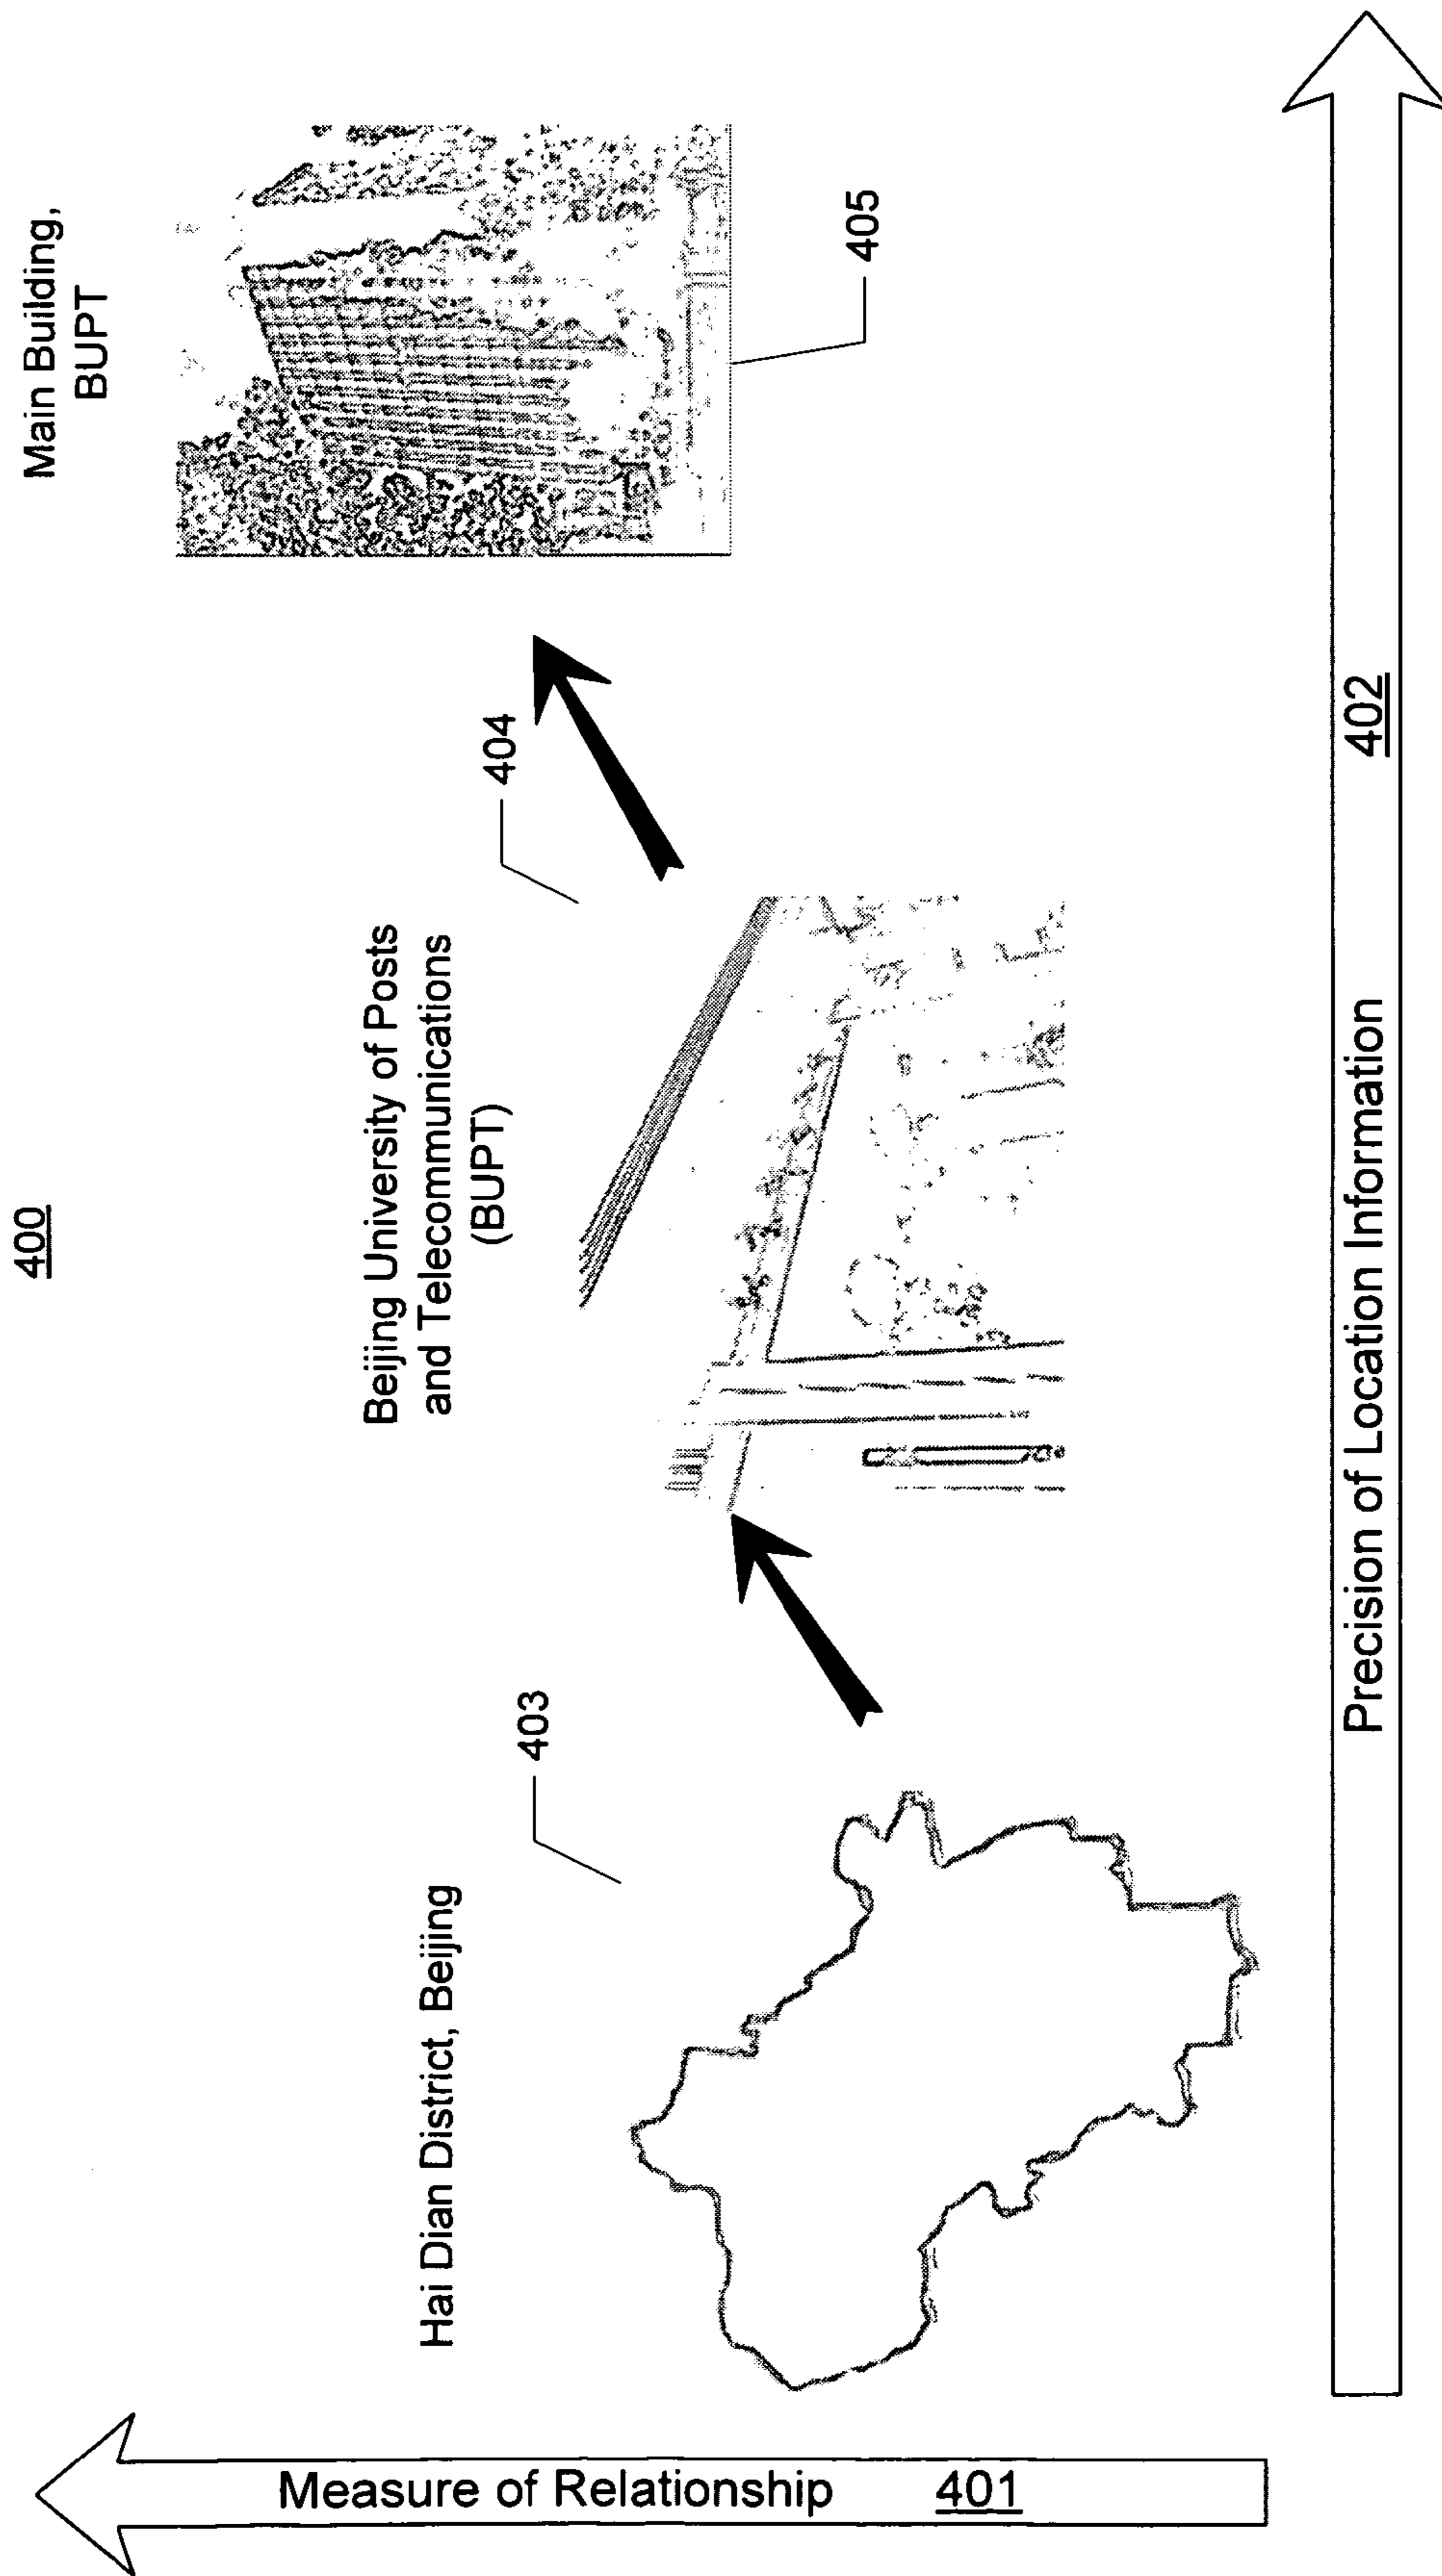 400
Hai Dian District, Beijing
403
Beijing University of Posts
and Telecommunications
(BUPT)
404
Main Building,
BUPT
405
Measure of Relationship 401
Precision of Location Information 402